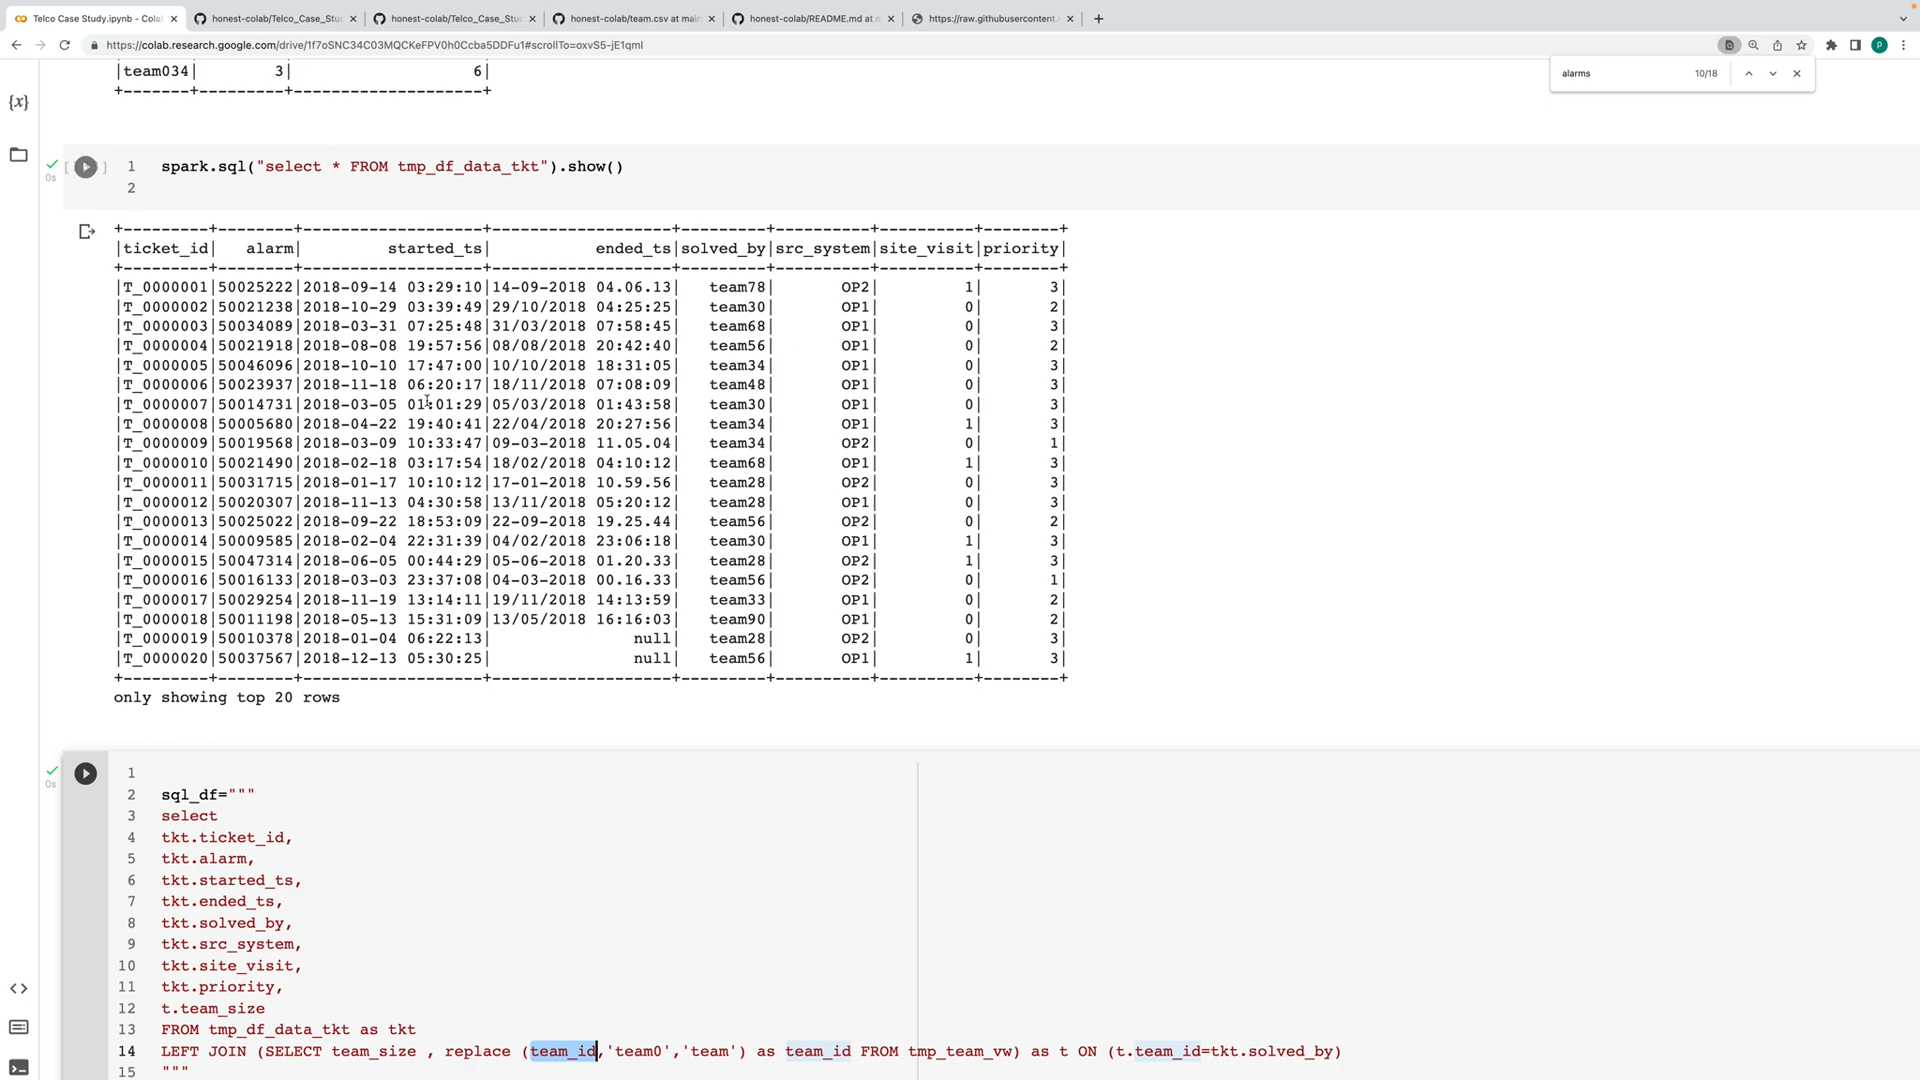 Telco Case Study.ipynb - Colab
honest-colab/Telco_Case_Stu
honest-colab/Telco_Case_Stu
honest-colab/team.csv at main
honest-colab/README.md at m
https://raw.githubusercontent.
https://colab.research.google.com/drive/1f7oSNC34C03MQCKeFPV0h0Ccba5DDFu1#scrollTo=oxvS5-jE1qml
P
alarms 10/18
{x}
|team034| 3| 6|
+-------+---------+--------------------+
[ ]
0s
1 spark.sql("select * FROM tmp_df_data_tkt").show()
2
+---------+--------+-------------------+-------------------+---------+----------+----------+--------+
|ticket_id| alarm| started_ts| ended_ts|solved_by|src_system|site_visit|priority|
+---------+--------+-------------------+-------------------+---------+----------+----------+--------+
|T_0000001|50025222|2018-09-14 03:29:10|14-09-2018 04.06.13| team78| OP2| 1| 3|
|T_0000002|50021238|2018-10-29 03:39:49|29/10/2018 04:25:25| team30| OP1| 0| 2|
|T_0000003|50034089|2018-03-31 07:25:48|31/03/2018 07:58:45| team68| OP1| 0| 3|
|T_0000004|50021918|2018-08-08 19:57:56|08/08/2018 20:42:40| team56| OP1| 0| 2|
|T_0000005|50046096|2018-10-10 17:47:00|10/10/2018 18:31:05| team34| OP1| 0| 3|
|T_0000006|50023937|2018-11-18 06:20:17|18/11/2018 07:08:09| team48| OP1| 0| 3|
|T_0000007|50014731|2018-03-05 01:01:29|05/03/2018 01:43:58| team30| OP1| 0| 3|
|T_0000008|50005680|2018-04-22 19:40:41|22/04/2018 20:27:56| team34| OP1| 1| 3|
|T_0000009|50019568|2018-03-09 10:33:47|09-03-2018 11.05.04| team34| OP2| 0| 1|
|T_0000010|50021490|2018-02-18 03:17:54|18/02/2018 04:10:12| team68| OP1| 1| 3|
|T_0000011|50031715|2018-01-17 10:10:12|17-01-2018 10.59.56| team28| OP2| 0| 3|
|T_0000012|50020307|2018-11-13 04:30:58|13/11/2018 05:20:12| team28| OP1| 0| 3|
|T_0000013|50025022|2018-09-22 18:53:09|22-09-2018 19.25.44| team56| OP2| 0| 2|
|T_0000014|50009585|2018-02-04 22:31:39|04/02/2018 23:06:18| team30| OP1| 1| 3|
|T_0000015|50047314|2018-06-05 00:44:29|05-06-2018 01.20.33| team28| OP2| 1| 3|
|T_0000016|50016133|2018-03-03 23:37:08|04-03-2018 00.16.33| team56| OP2| 0| 1|
|T_0000017|50029254|2018-11-19 13:14:11|19/11/2018 14:13:59| team33| OP1| 0| 2|
|T_0000018|50011198|2018-05-13 15:31:09|13/05/2018 16:16:03| team90| OP1| 0| 2|
|T_0000019|50010378|2018-01-04 06:22:13| null| team28| OP2| 0| 3|
|T_0000020|50037567|2018-12-13 05:30:25| null| team56| OP1| 1| 3|
+---------+--------+-------------------+-------------------+---------+----------+----------+--------+
only showing top 20 rows
0s
1
2 sql_df="""
3 select
4 tkt.ticket_id,
5 tkt.alarm,
6 tkt.started_ts,
7 tkt.ended_ts,
8 tkt.solved_by,
9 tkt.src_system,
10 tkt.site_visit,
11 tkt.priority,
12 t.team_size
13 FROM tmp_df_data_tkt as tkt
14 LEFT JOIN (SELECT team_size , replace (team_id,'team0','team') as team_id FROM tmp_team_vw) as t ON (t.team_id=tkt.solved_by)
15 """